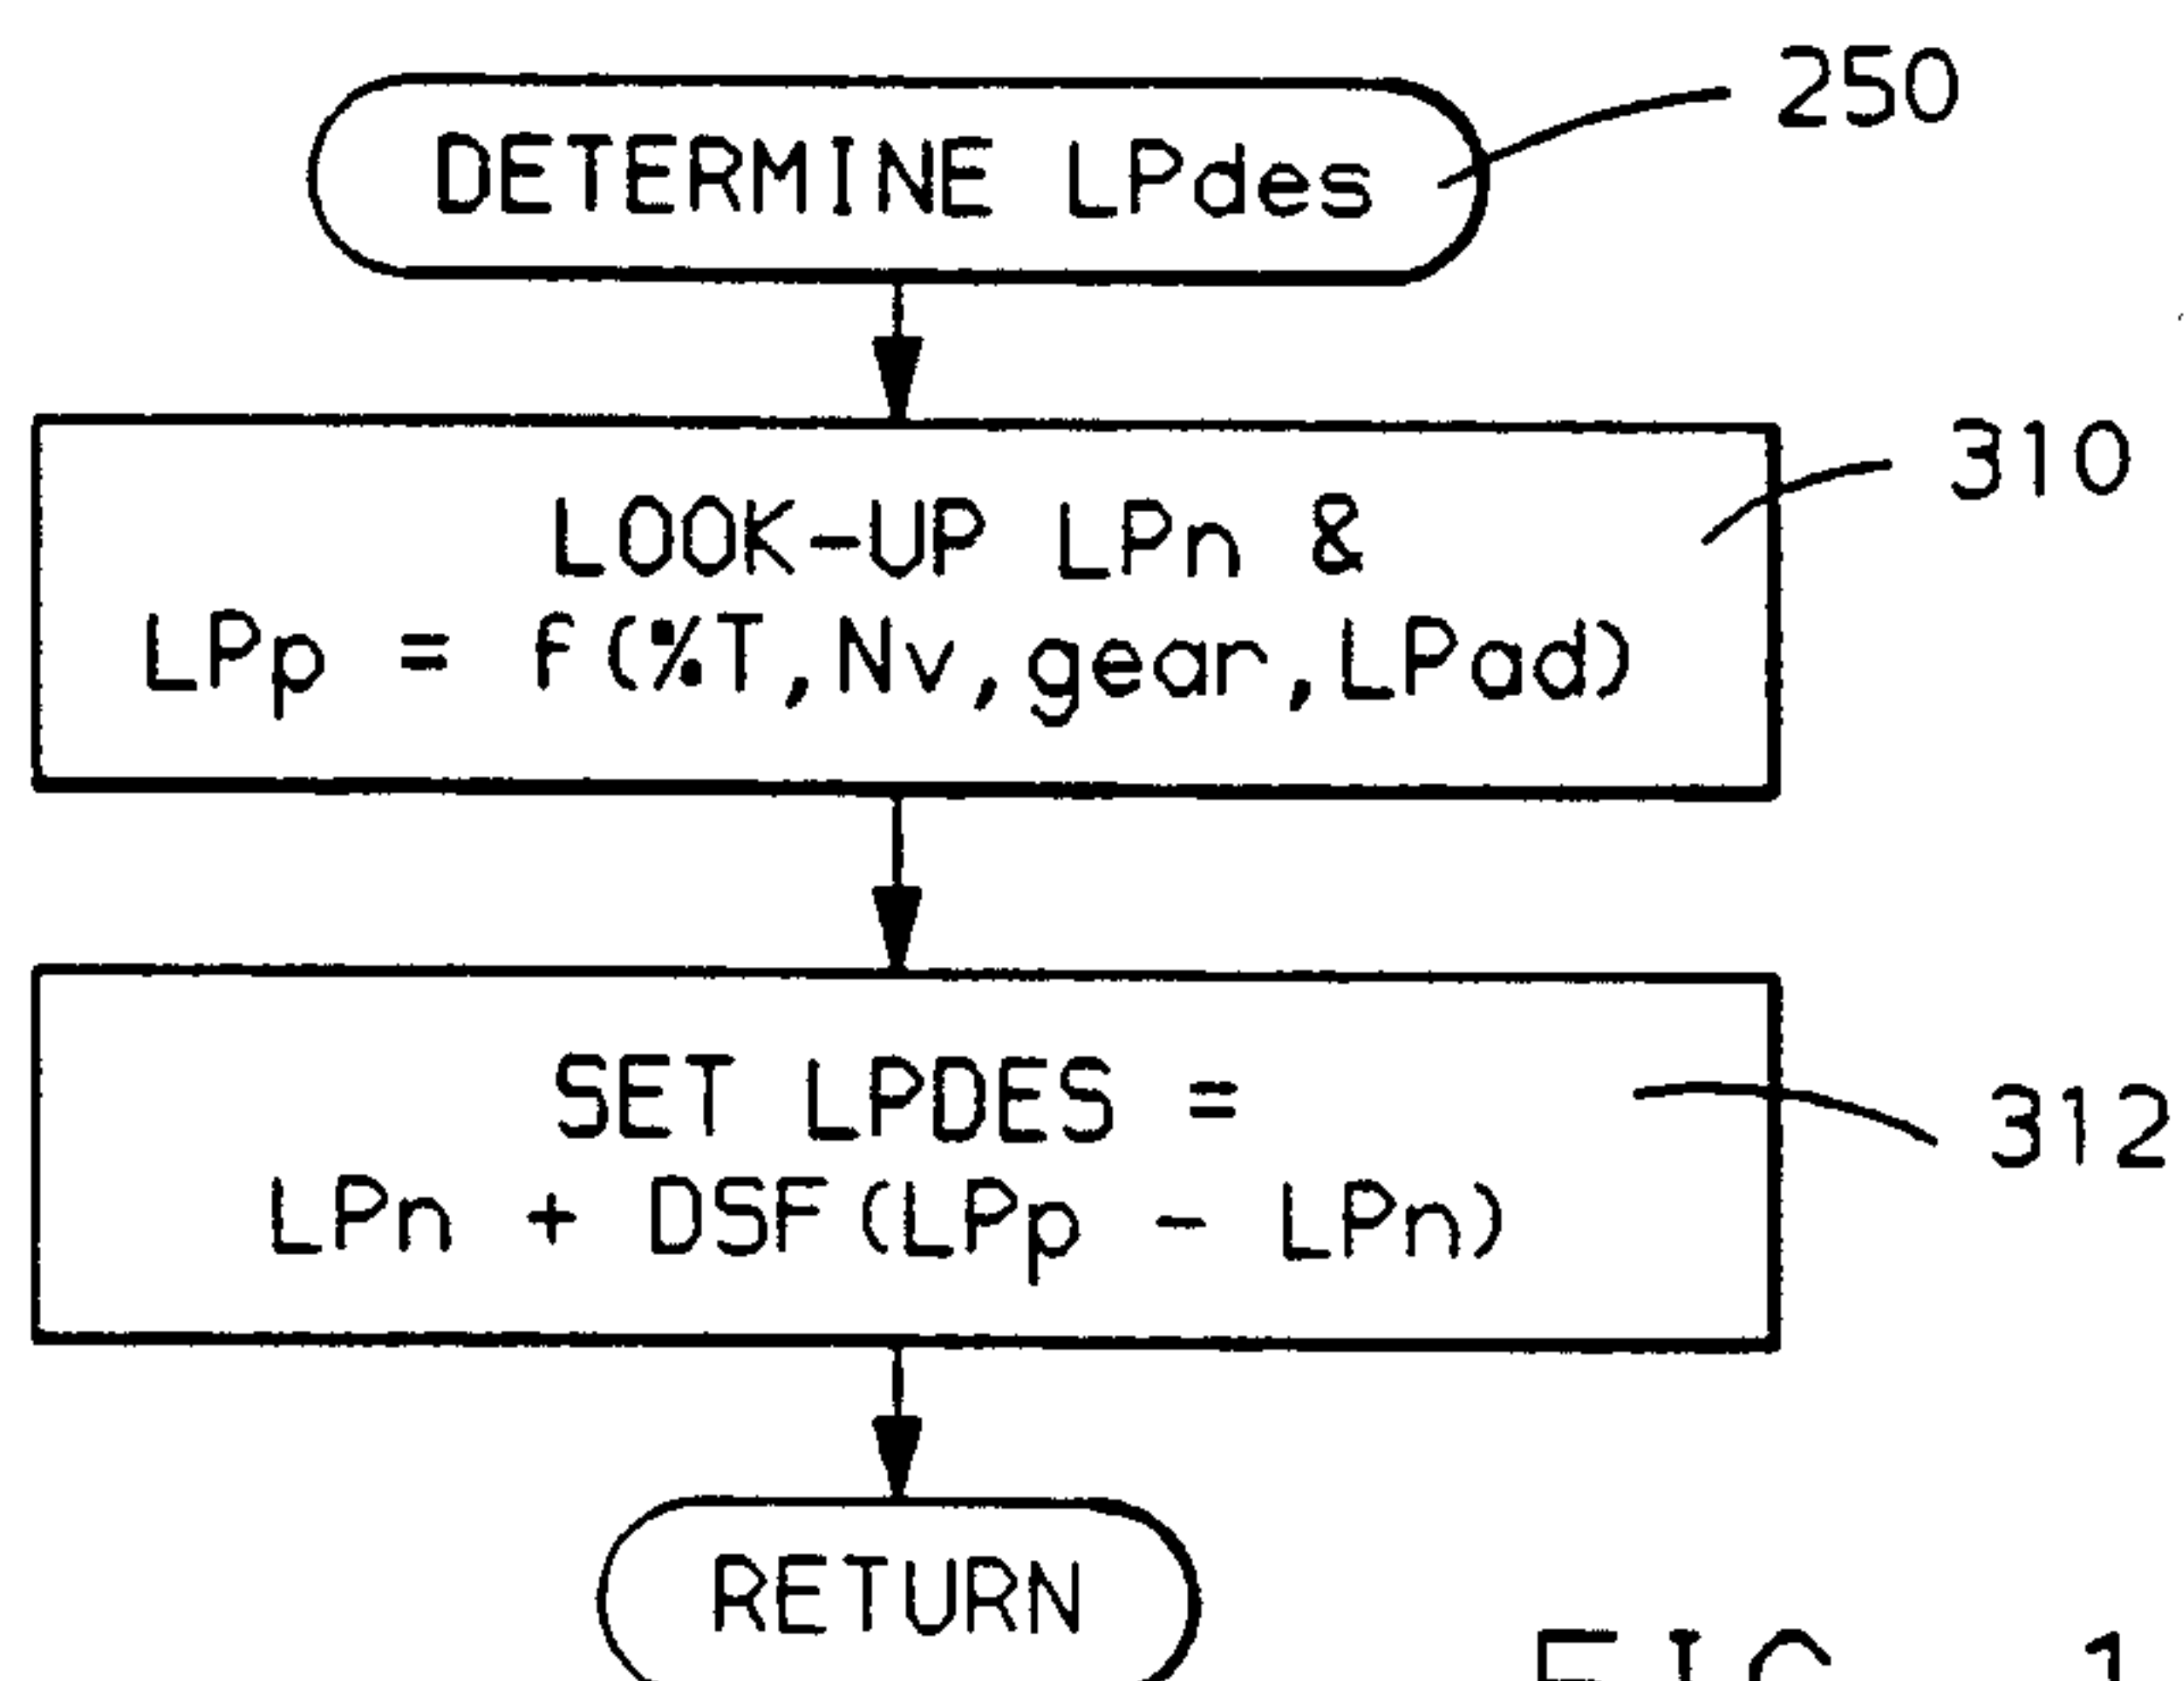 DETERMINE LPdes
250
LOOK-UP LPn &
310
LPp = f(%T,Nv,gear,LPad)
SET LPDES =
312
LPn + DSF(LPp - LPn)
RETURN